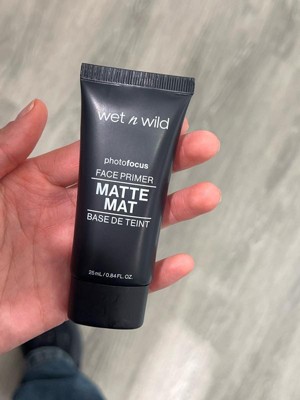 wet n wild
photofocus
FACE PRIMER
MATTE
MAT
BASE DE TEINT
25 mL / 0.84 FL. OZ.